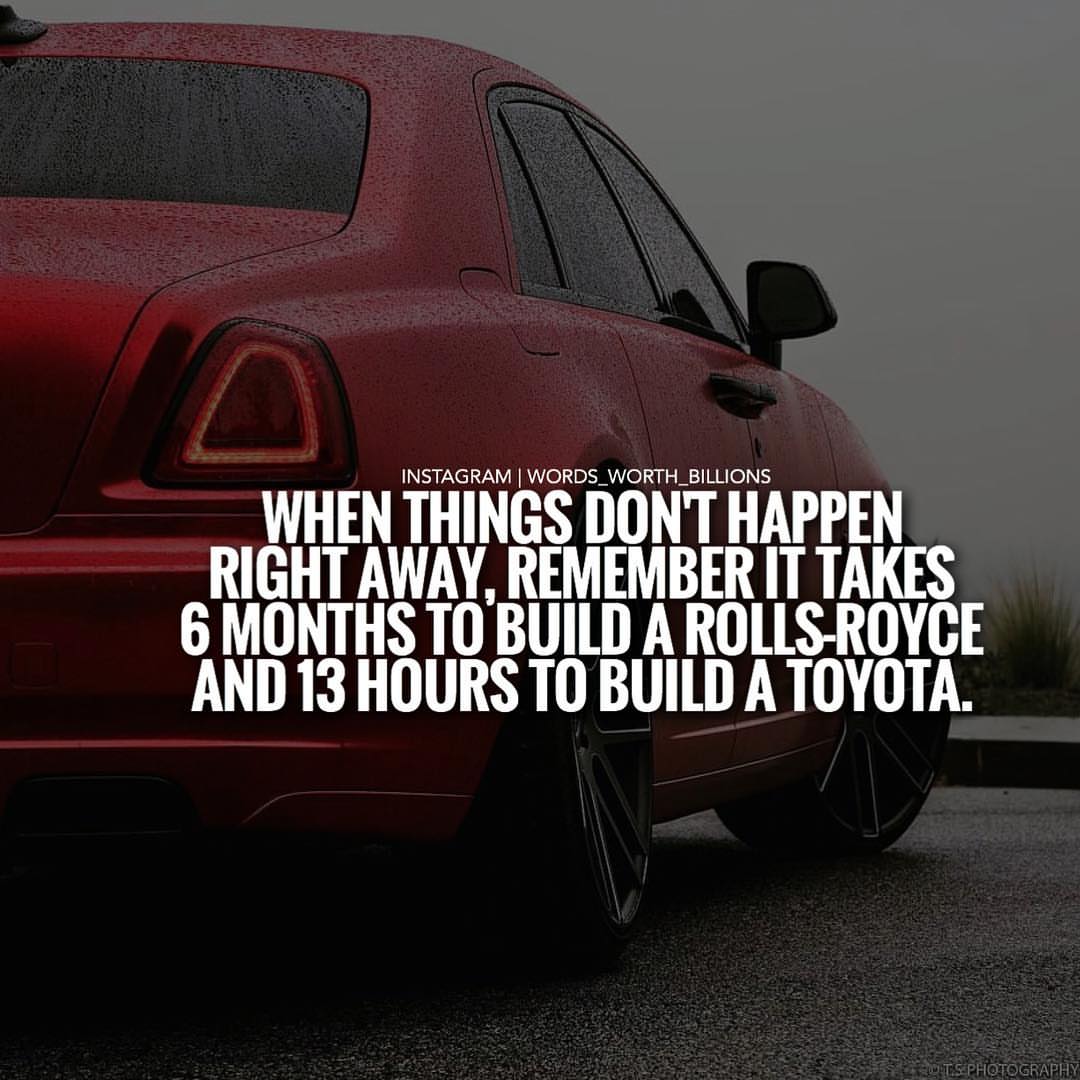 INSTAGRAM | WORDS_WORTH_BILLIONS
WHEN THINGS DON'T HAPPEN
RIGHT AWAY, REMEMBER IT TAKES
6 MONTHS TO BUILD A ROLLS-ROYCE
AND 13 HOURS TO BUILD A TOYOTA.
© T.S PHOTOGRAPHY